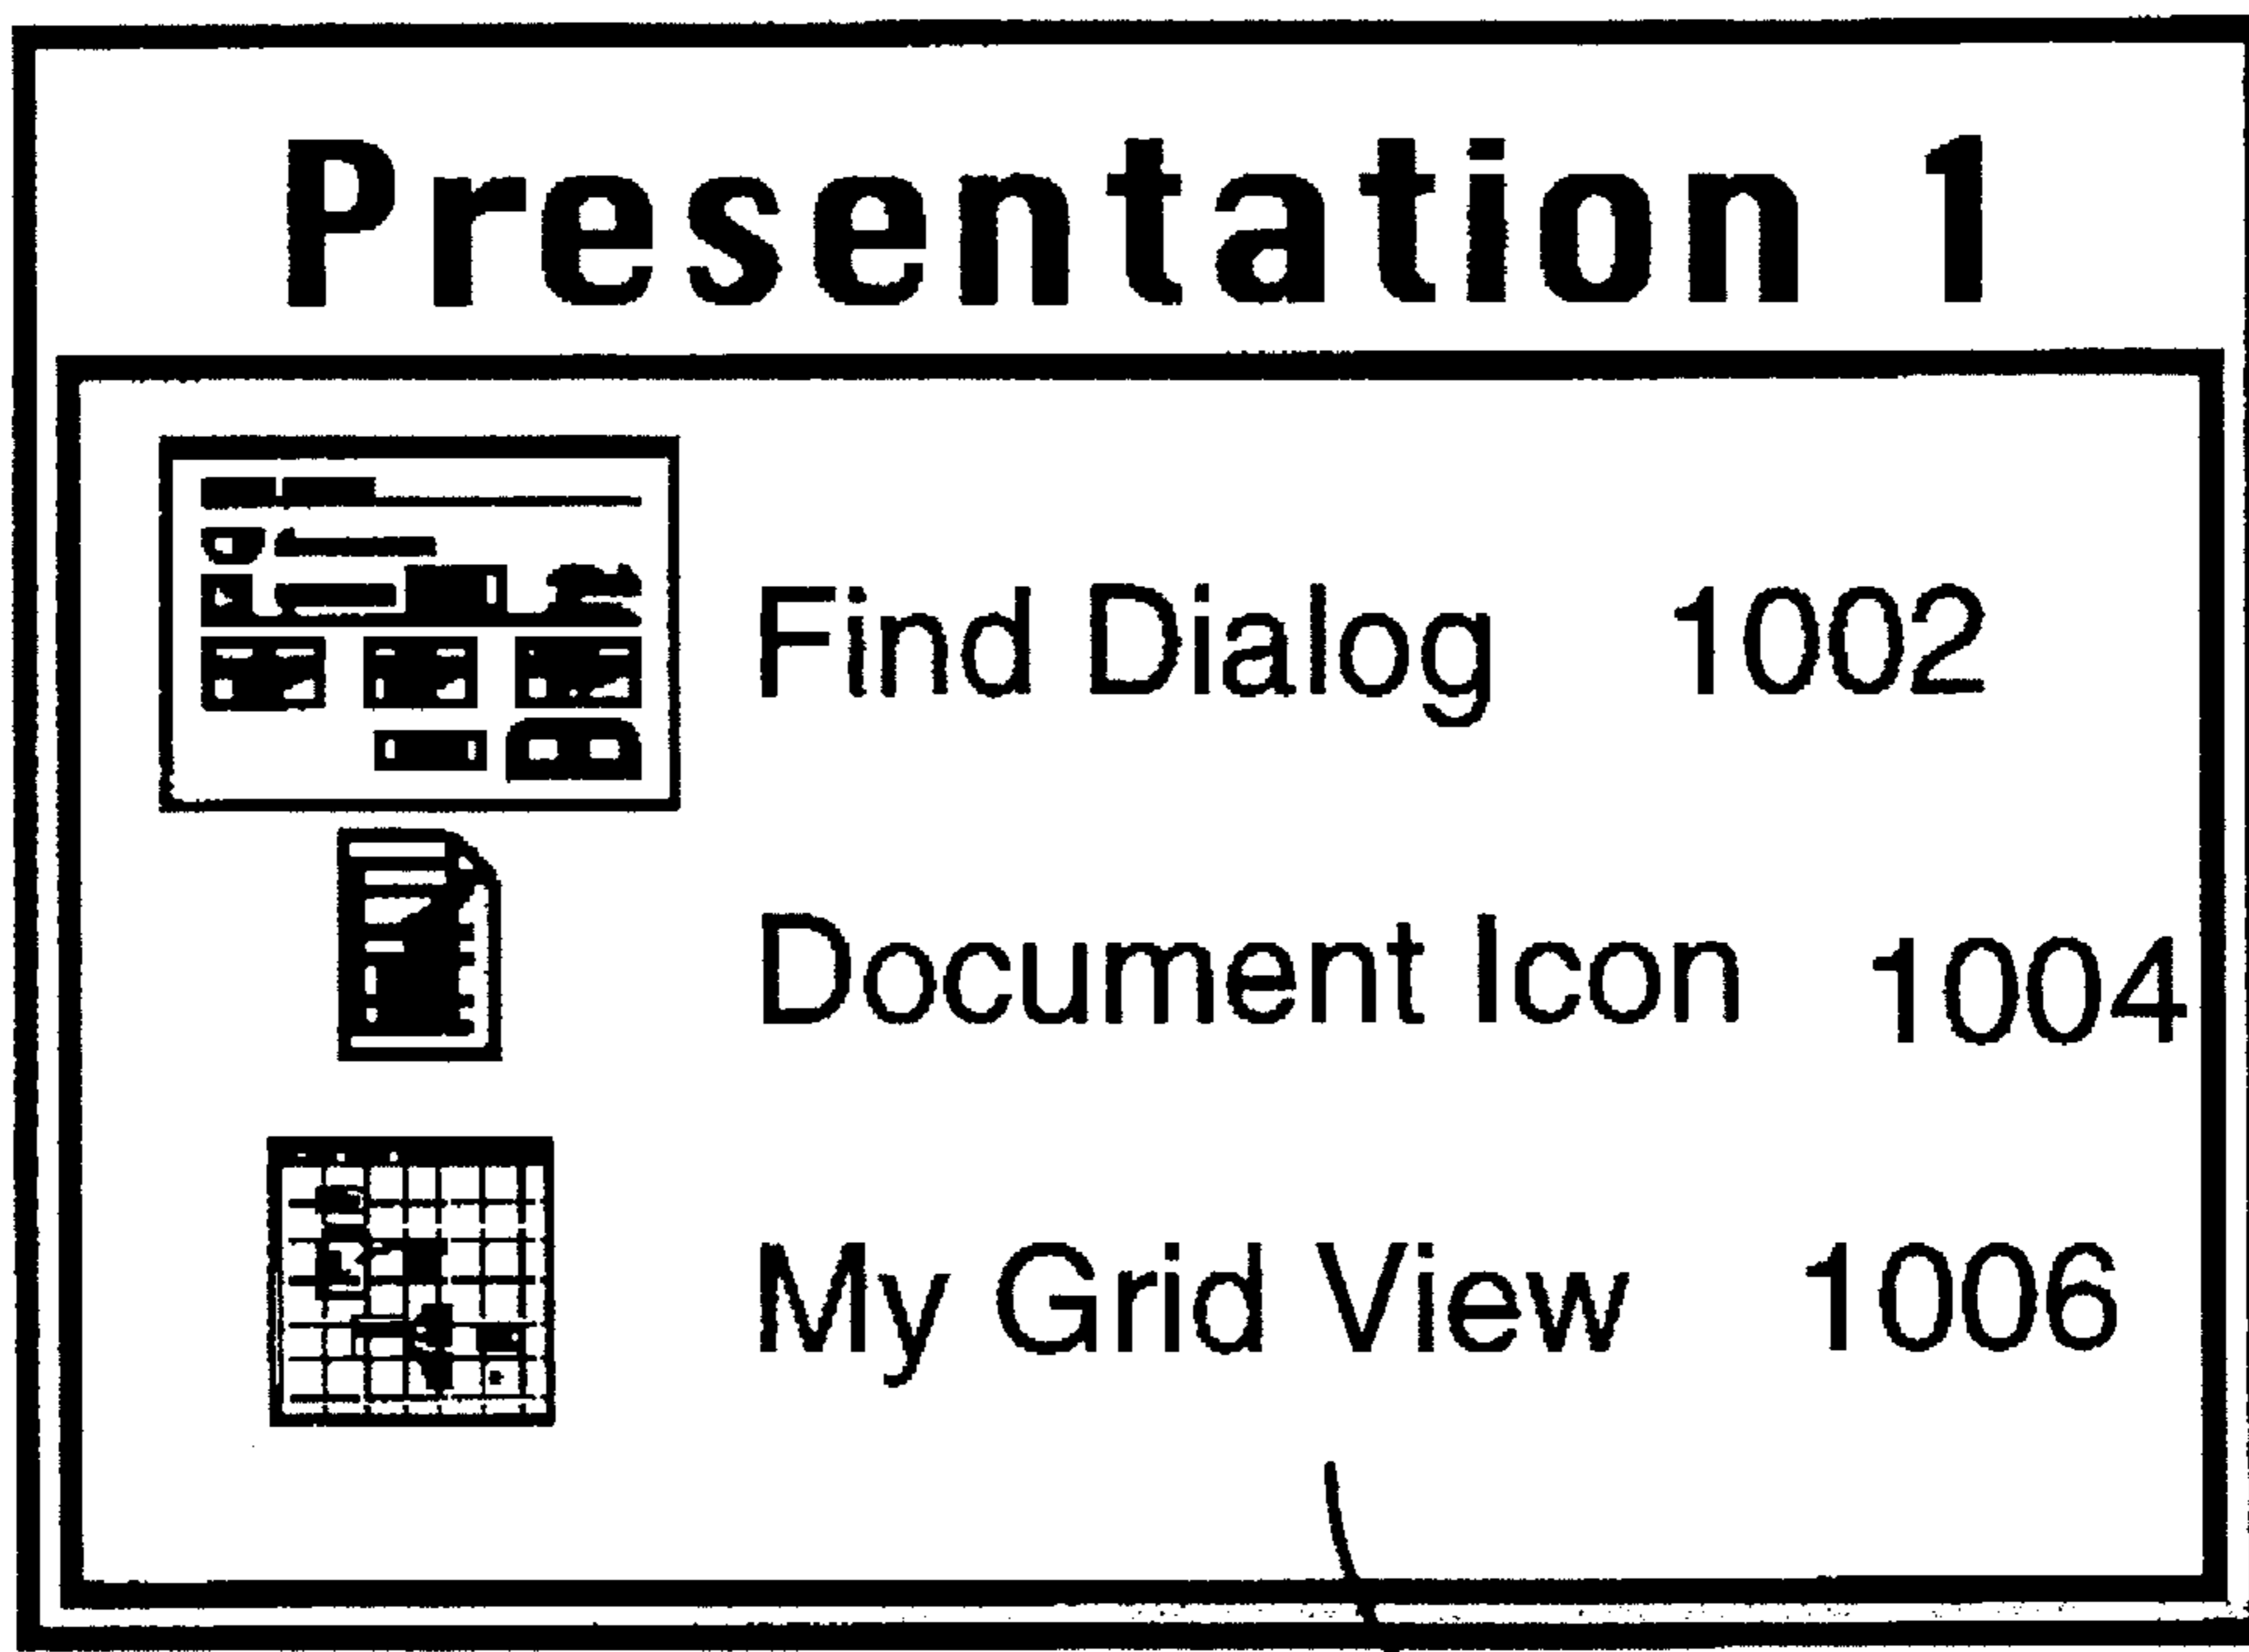 Presentation 1
Find Dialog 1002
Document Icon 1004
My Grid View 1006